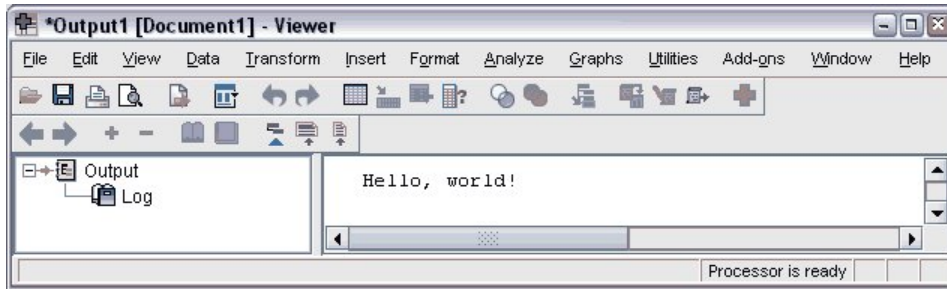 *Output1 [Document1] - Viewer
File Edit View Data Transform Insert Format Analyze Graphs Utilities Add-ons Window Help
Output
Log
Hello, world!
Processor is ready